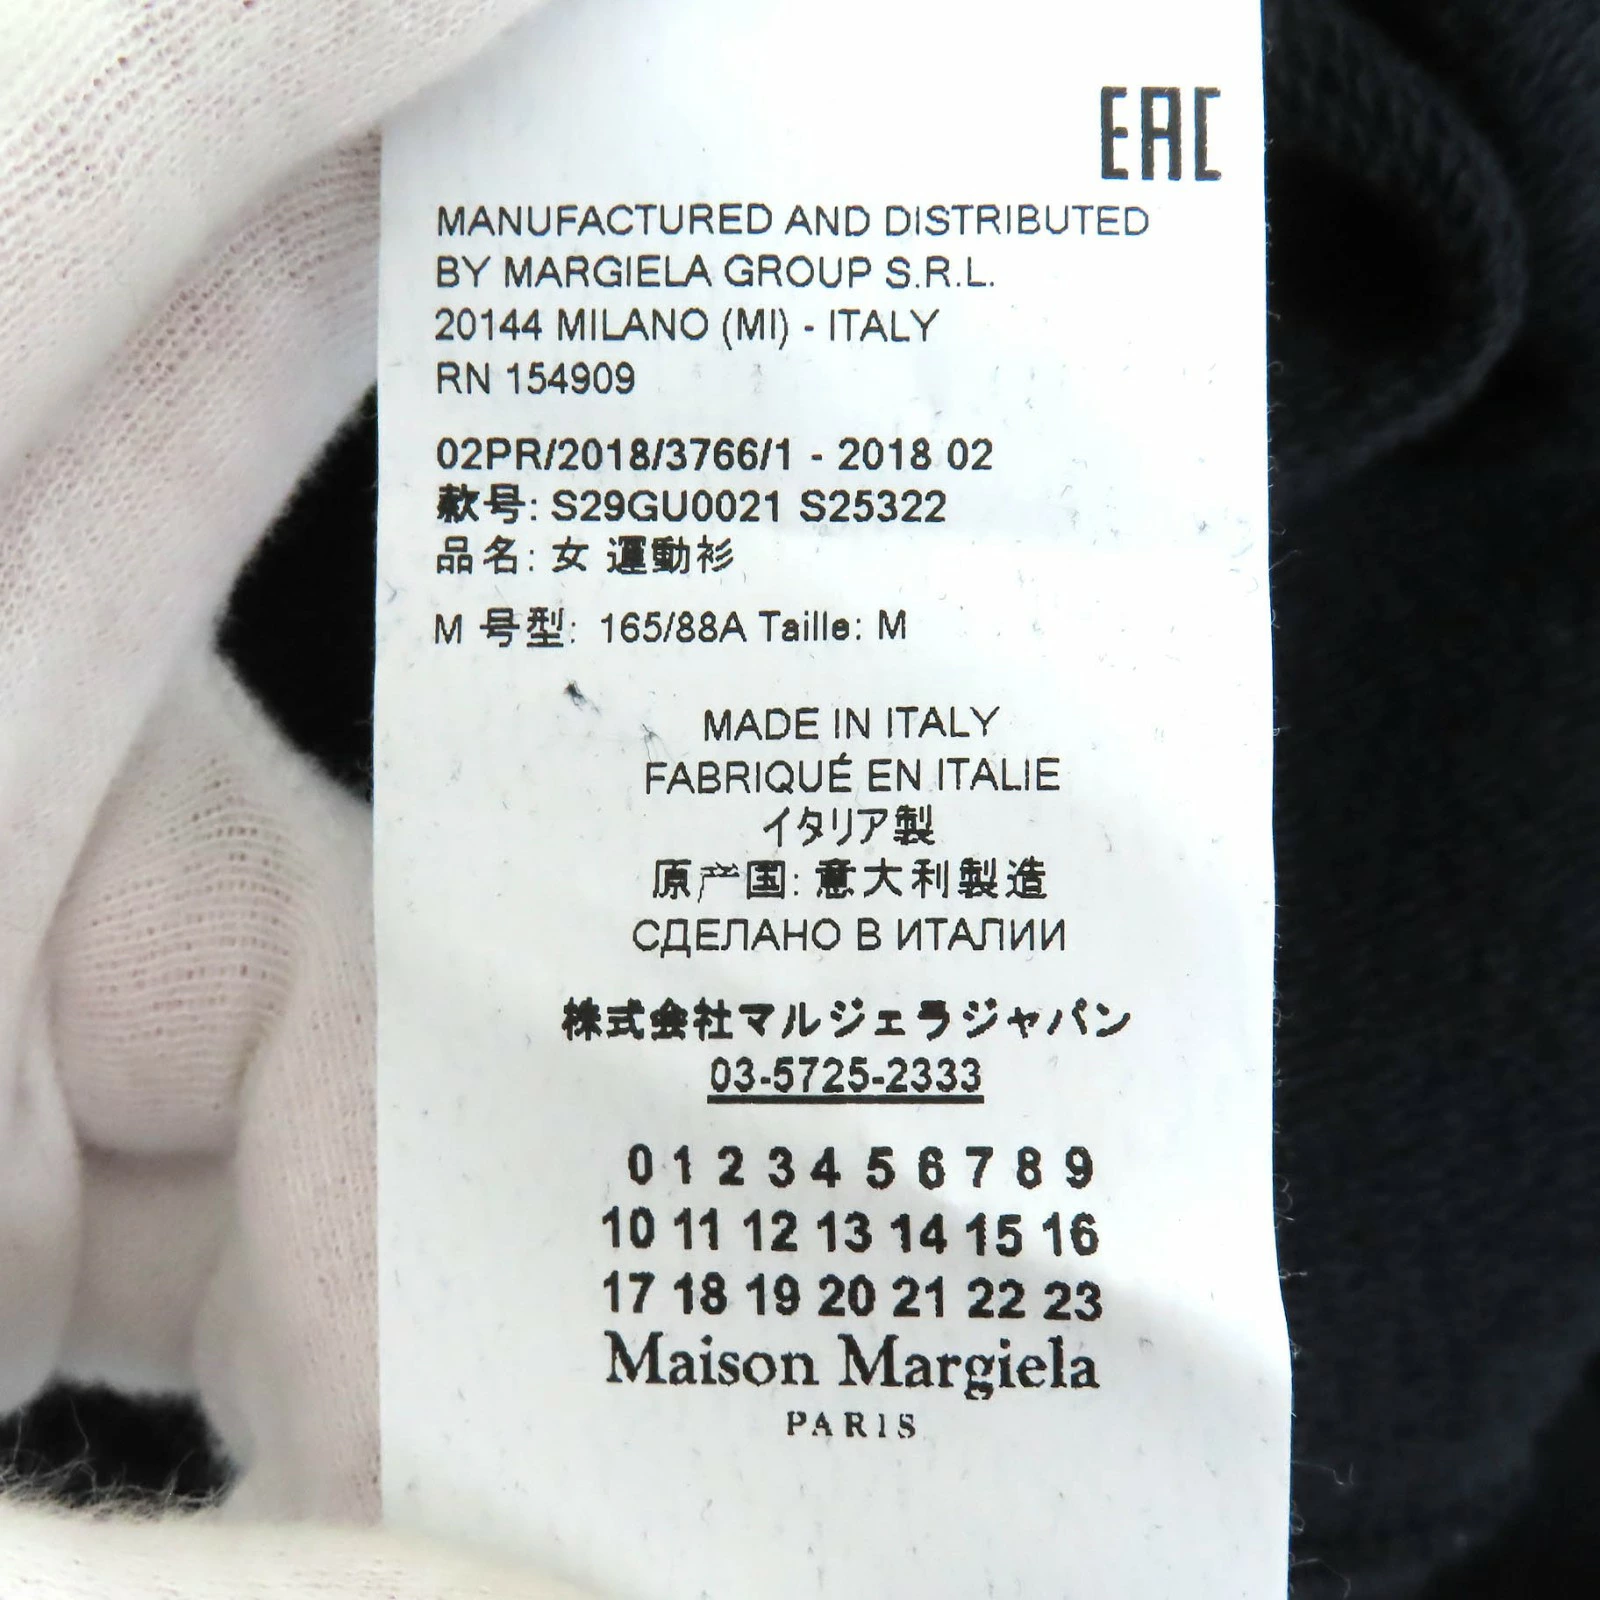 EAC
MANUFACTURED AND DISTRIBUTED
BY MARGIELA GROUP S.R.L.
20144 MILANO (MI) - ITALY
RN 154909
02PR/2018/3766/1 - 2018 02
款号: S29GU0021 S25322
品名: 女 運動衫
M 号型: 165/88A Taille: M
MADE IN ITALY
FABRIQUÉ EN ITALIE
イタリア製
原产国: 意大利製造
СДЕЛАНО В ИТАЛИИ
株式会社マルジェラジャパン
03-5725-2333
0 1 2 3 4 5 6 7 8 9
10 11 12 13 14 15 16
17 18 19 20 21 22 23
Maison Margiela
PARIS